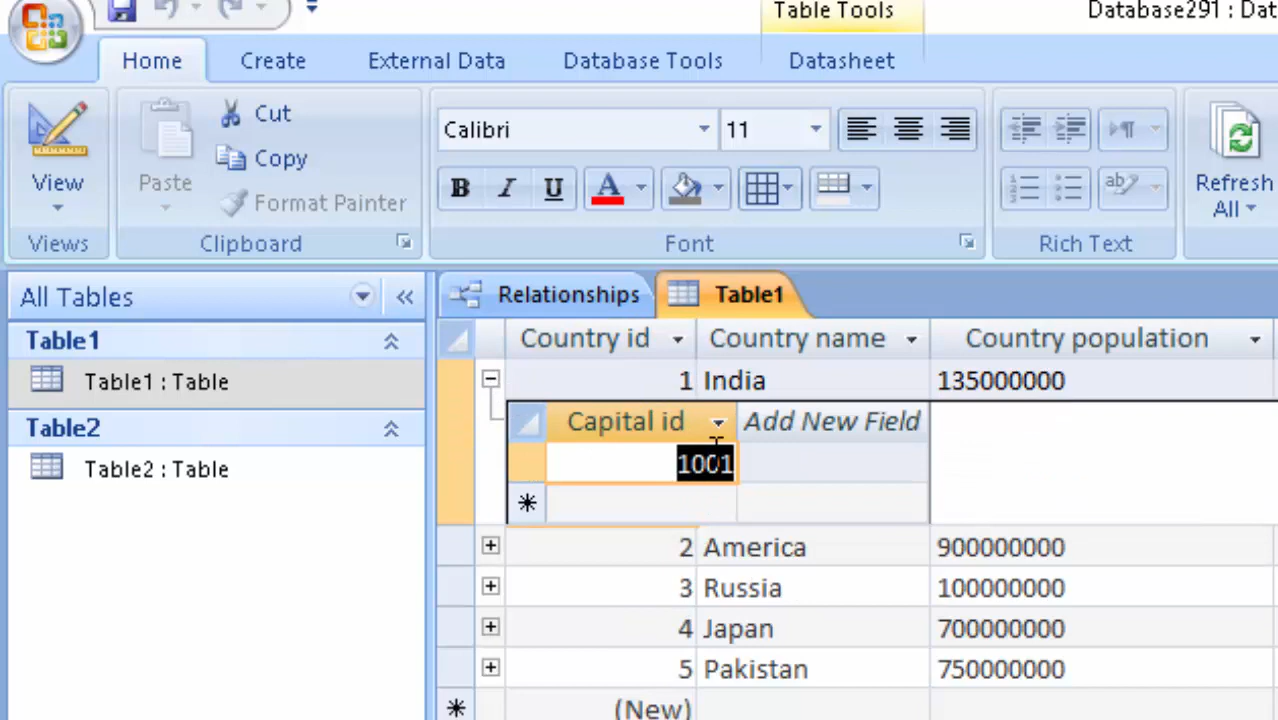 Table Tools
Database291 : Dat
Home Create External Data Database Tools Datasheet
Cut
Calibri 11
Copy
View
Paste
Refresh
Format Painter
All
Views Clipboard Font Rich Text
All Tables
Relationships Table1
Table1
Country id Country name Country population
Table1 : Table
1 India 135000000
Table2
Capital id Add New Field
Table2 : Table
1001
2 America 900000000
3 Russia 100000000
4 Japan 700000000
5 Pakistan 750000000
(New)